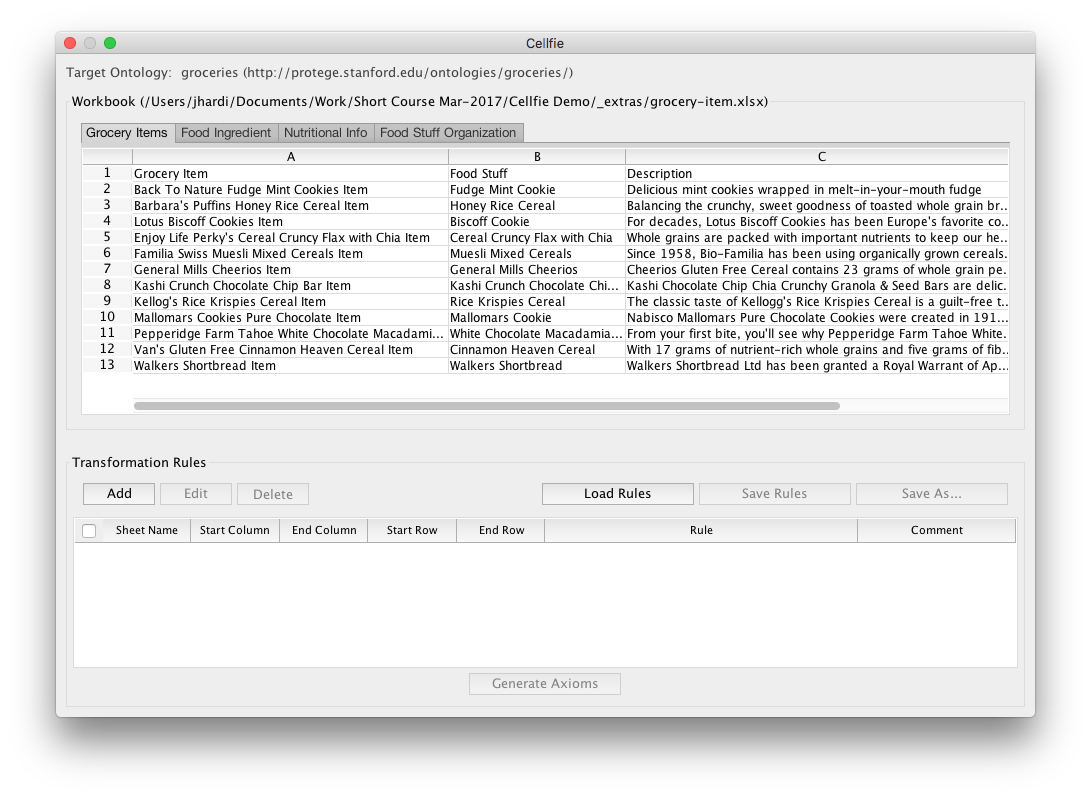 Cellfie
Target Ontology: groceries (http://protege.stanford.edu/ontologies/groceries/)
Workbook (/Users/jhardi/Documents/Work/Short Course Mar-2017/Cellfie Demo/_extras/grocery-item.xlsx)
Grocery Items Food Ingredient Nutritional Info Food Stuff Organization
A B C
1 Grocery Item Food Stuff Description
2 Back To Nature Fudge Mint Cookies Item Fudge Mint Cookie Delicious mint cookies wrapped in melt-in-your-mouth fudge
3 Barbara's Puffins Honey Rice Cereal Item Honey Rice Cereal Balancing the crunchy, sweet goodness of toasted whole grain br...
4 Lotus Biscoff Cookies Item Biscoff Cookie For decades, Lotus Biscoff Cookies has been Europe's favorite co...
5 Enjoy Life Perky's Cereal Cruncy Flax with Chia Item Cereal Cruncy Flax with Chia Whole grains are packed with important nutrients to keep our he...
6 Familia Swiss Muesli Mixed Cereals Item Muesli Mixed Cereals Since 1958, Bio-Familia has been using organically grown cereals.
7 General Mills Cheerios Item General Mills Cheerios Cheerios Gluten Free Cereal contains 23 grams of whole grain pe...
8 Kashi Crunch Chocolate Chip Bar Item Kashi Crunch Chocolate Chi... Kashi Chocolate Chip Chia Crunchy Granola & Seed Bars are delic...
9 Kellog's Rice Krispies Cereal Item Rice Krispies Cereal The classic taste of Kellogg's Rice Krispies Cereal is a guilt-free t...
10 Mallomars Cookies Pure Chocolate Item Mallomars Cookie Nabisco Mallomars Pure Chocolate Cookies were created in 191...
11 Pepperidge Farm Tahoe White Chocolate Macadami... White Chocolate Macadamia... From your first bite, you'll see why Pepperidge Farm Tahoe White.
12 Van's Gluten Free Cinnamon Heaven Cereal Item Cinnamon Heaven Cereal With 17 grams of nutrient-rich whole grains and five grams of fib...
13 Walkers Shortbread Item Walkers Shortbread Walkers Shortbread Ltd has been granted a Royal Warrant of Ap...
Transformation Rules
Add Edit Delete Load Rules Save Rules Save As...
Sheet Name Start Column End Column Start Row End Row Rule Comment
Generate Axioms